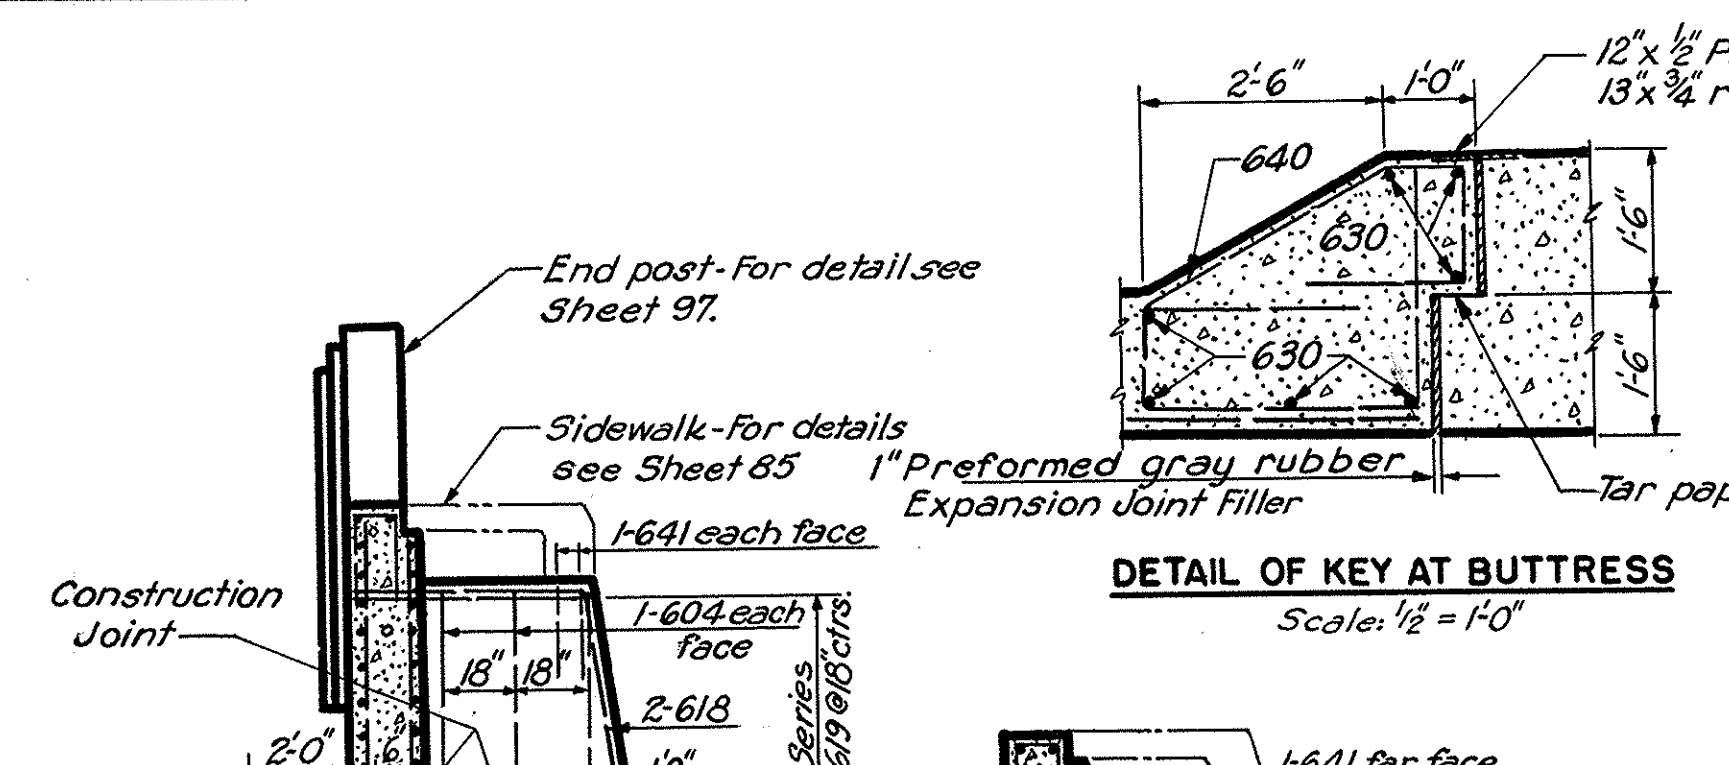 12"x 1/2" P
13"x 3/4" r
2'-6"
1'-0"
640
630
1'-6"
630
1'-6"
End post-For detail see
Sheet 97.
Sidewalk-For details
see Sheet 85
1" Preformed gray rubber
Expansion Joint Filler
Tar pap
DETAIL OF KEY AT BUTTRESS
Scale: 1/2" = 1'-0"
1-641 each face
Construction
Joint
1-604 each
face
18"
18"
2-618
Series
619 @ 18" ctrs.
2'-0"
6"
1'-0"
1-641 far face